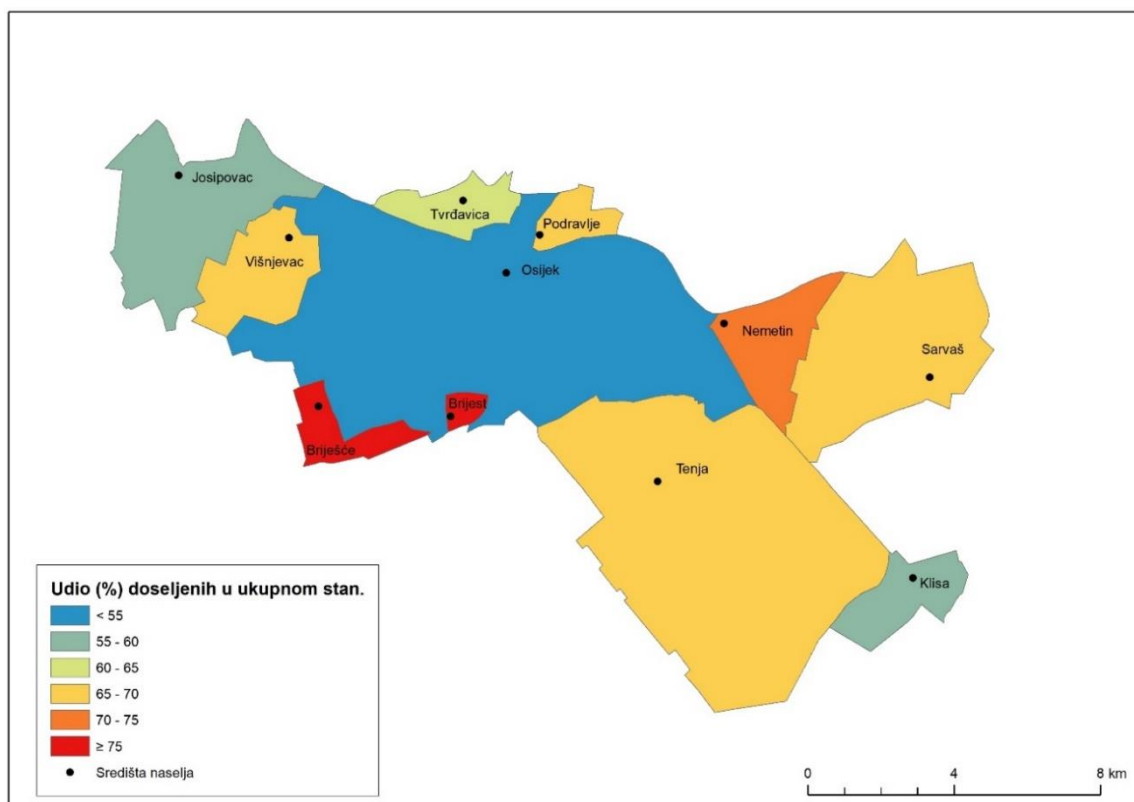 Josipovac
Tvrđavica
Podravlje
Višnjevac
Osijek
Nemetin
Sarvaš
Brijest
Briješće
Tenja
Klisa
Udio (%) doseljenih u ukupnom stan.
< 55
55 - 60
60 - 65
65 - 70
70 - 75
≥ 75
Središta naselja
0 4 8 km